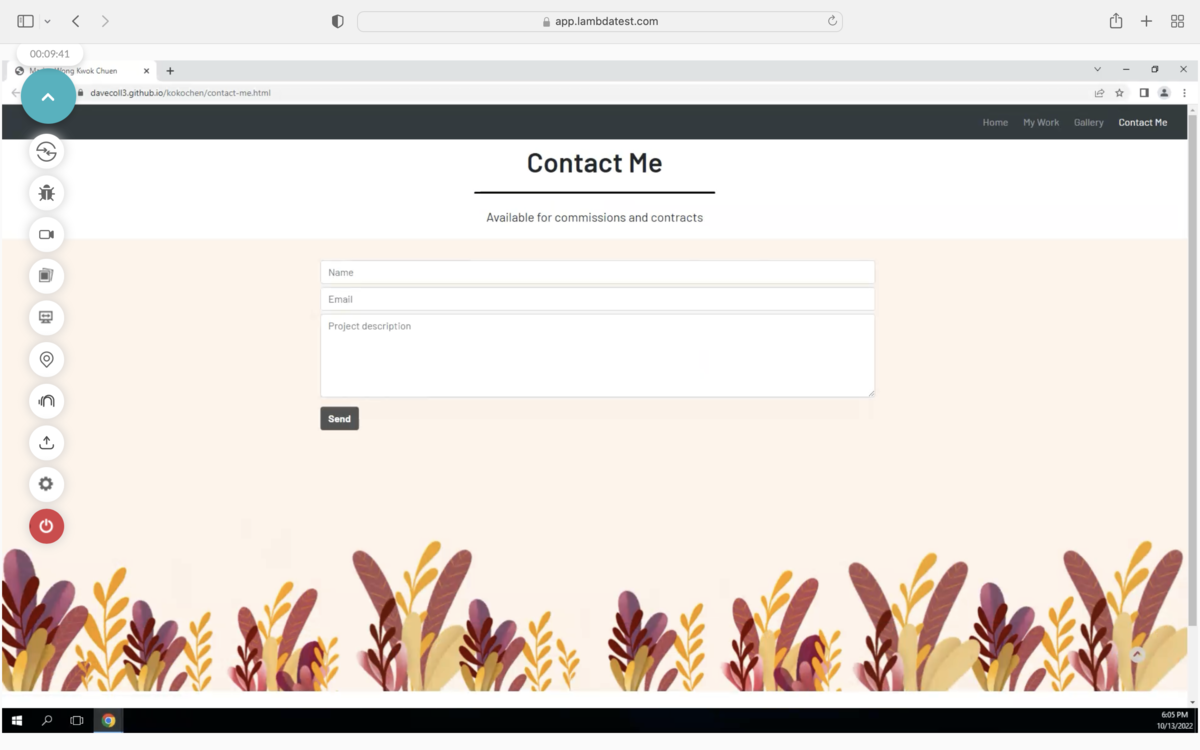 app.lambdatest.com
00:09:41
Wong Kwok Chuen
davecoll3.github.io/kokochen/contact-me.html
Home My Work Gallery Contact Me
Contact Me
Available for commissions and contracts
Name
Email
Project description
Send
6:05 PM
10/13/2022